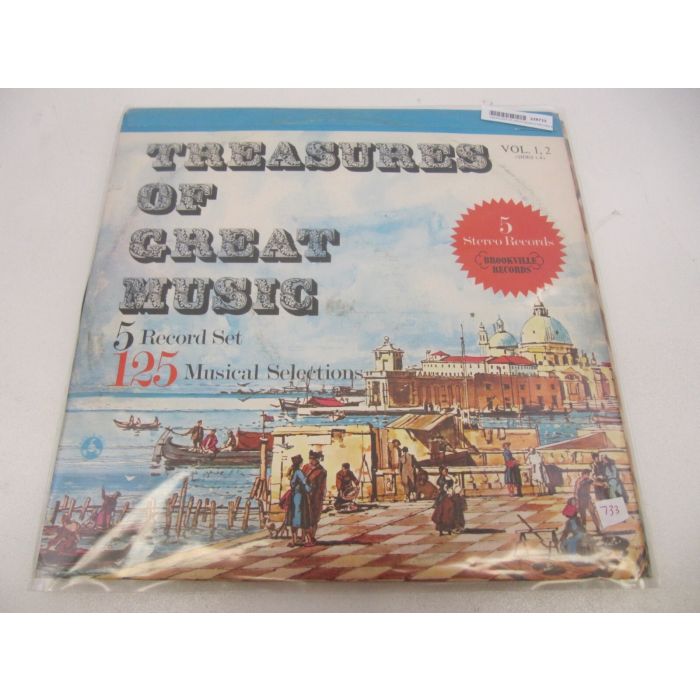 TREASURES
OF
GREAT
MUSIC
5 Record Set
125 Musical Selections
VOL. 1, 2
5
Stereo Records
BROOKVILLE
RECORDS
733